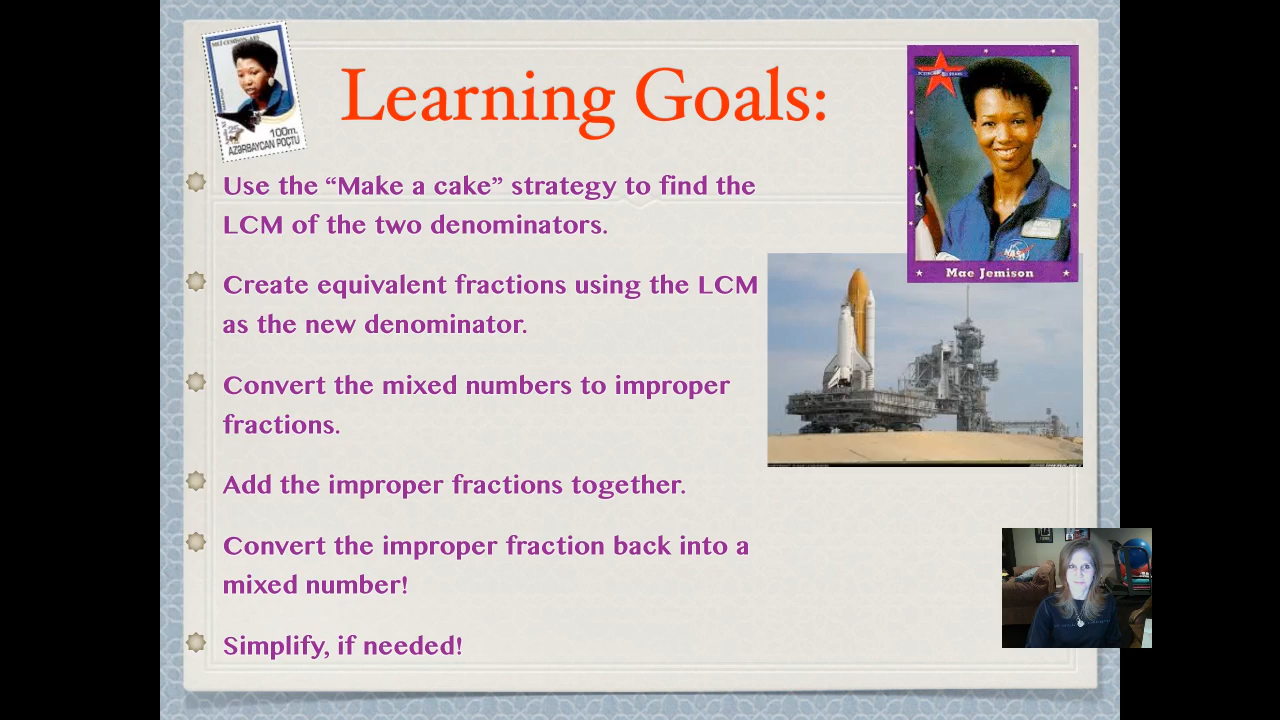 Learning Goals:
100m.
AZƏRBAYCAN POÇTU
Mae Jemison
Use the “Make a cake” strategy to find the
LCM of the two denominators.
Create equivalent fractions using the LCM
as the new denominator.
Convert the mixed numbers to improper
fractions.
Add the improper fractions together.
Convert the improper fraction back into a
mixed number!
Simplify, if needed!